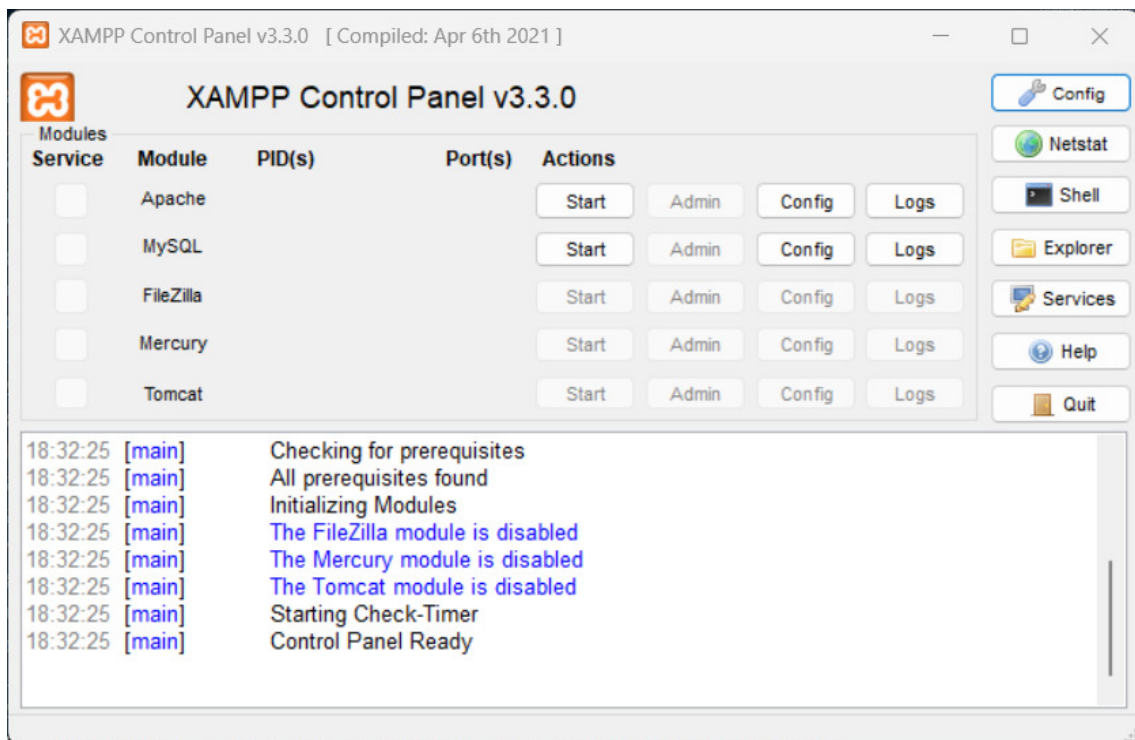 XAMPP Control Panel v3.3.0 [ Compiled: Apr 6th 2021 ]
XAMPP Control Panel v3.3.0
Config
Modules
Netstat
Service Module PID(s) Port(s) Actions
Apache Start Admin Config Logs
Shell
MySQL Start Admin Config Logs
Explorer
FileZilla Start Admin Config Logs
Services
Mercury Start Admin Config Logs
Help
Tomcat Start Admin Config Logs
Quit
18:32:25 [main] Checking for prerequisites
18:32:25 [main] All prerequisites found
18:32:25 [main] Initializing Modules
18:32:25 [main] The FileZilla module is disabled
18:32:25 [main] The Mercury module is disabled
18:32:25 [main] The Tomcat module is disabled
18:32:25 [main] Starting Check-Timer
18:32:25 [main] Control Panel Ready